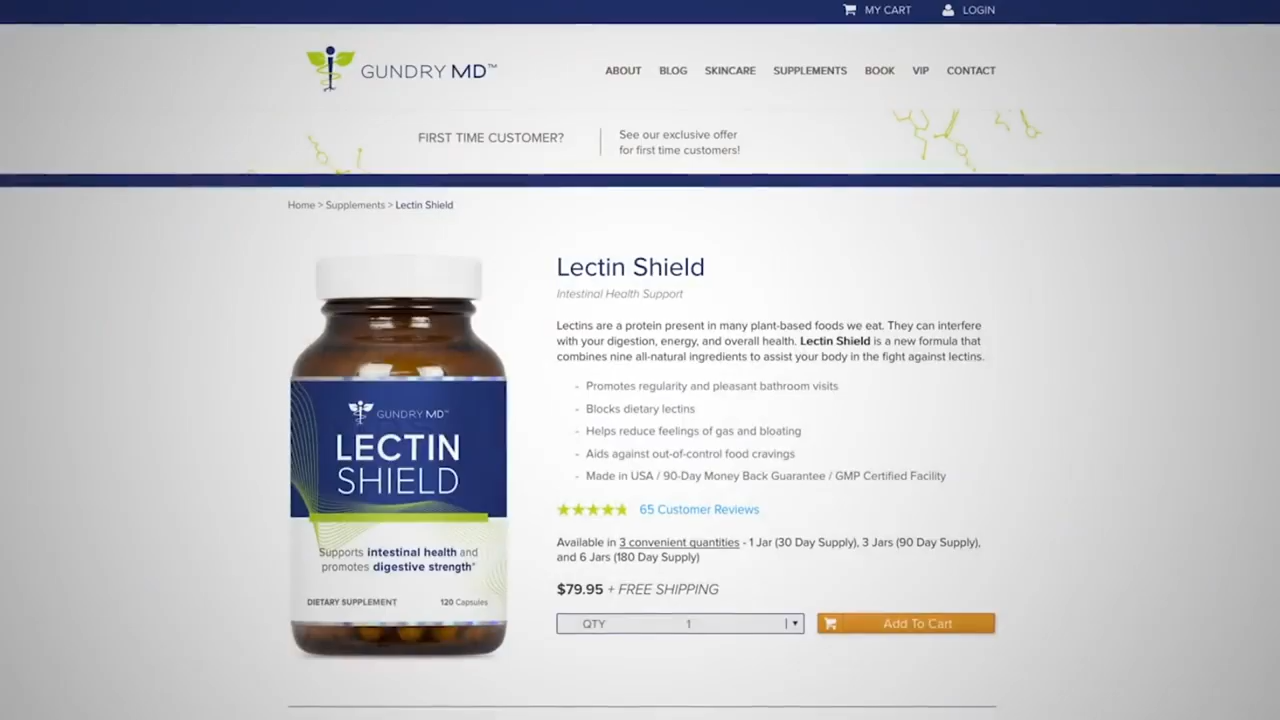 MY CART
LOGIN
GUNDRY MD™
ABOUT
BLOG
SKINCARE
SUPPLEMENTS
BOOK
VIP
CONTACT
FIRST TIME CUSTOMER?
See our exclusive offer
for first time customers!
Home > Supplements > Lectin Shield
GUNDRY MD™
LECTIN
SHIELD
Supports intestinal health and
promotes digestive strength*
DIETARY SUPPLEMENT
120 Capsules
Lectin Shield
Intestinal Health Support
Lectins are a protein present in many plant-based foods we eat. They can interfere
with your digestion, energy, and overall health. Lectin Shield is a new formula that
combines nine all-natural ingredients to assist your body in the fight against lectins.
- Promotes regularity and pleasant bathroom visits
- Blocks dietary lectins
- Helps reduce feelings of gas and bloating
- Aids against out-of-control food cravings
- Made in USA / 90-Day Money Back Guarantee / GMP Certified Facility
65 Customer Reviews
Available in 3 convenient quantities - 1 Jar (30 Day Supply), 3 Jars (90 Day Supply),
and 6 Jars (180 Day Supply)
$79.95 + FREE SHIPPING
QTY 1
Add To Cart